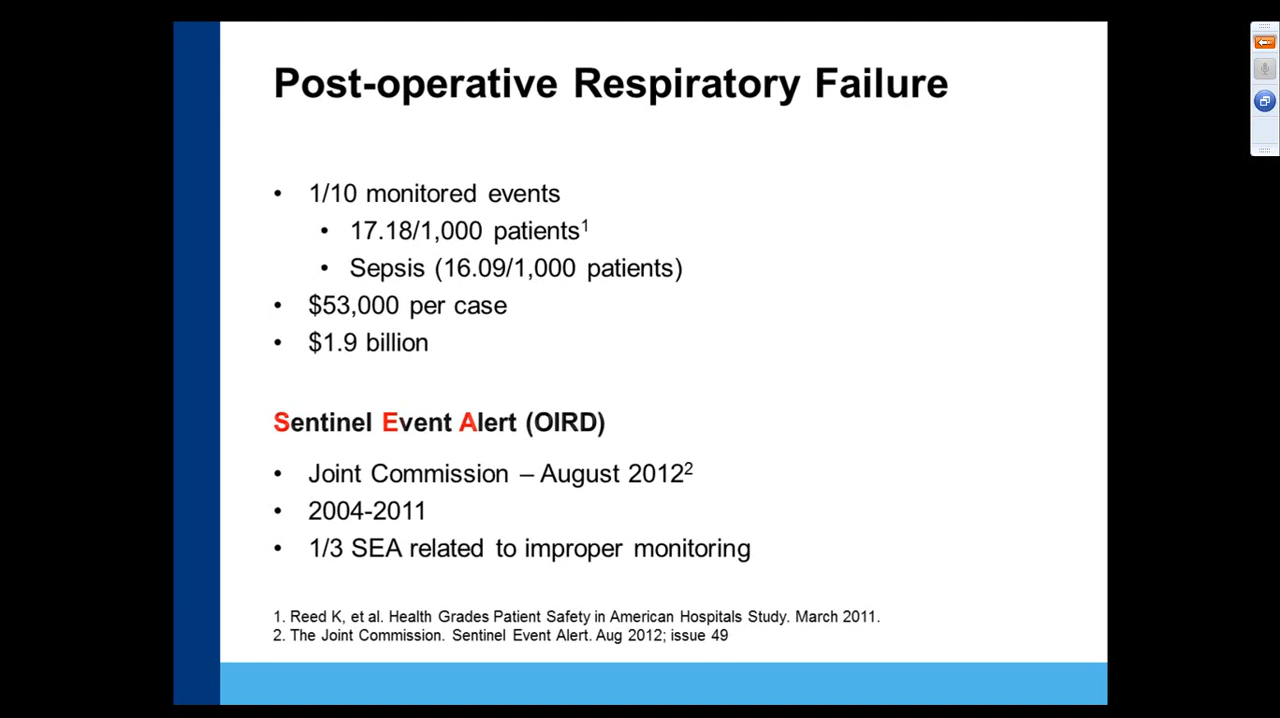 Post-operative Respiratory Failure
• 1/10 monitored events
• 17.18/1,000 patients1
• Sepsis (16.09/1,000 patients)
• $53,000 per case
• $1.9 billion
Sentinel Event Alert (OIRD)
• Joint Commission – August 20122
• 2004-2011
• 1/3 SEA related to improper monitoring
1. Reed K, et al. Health Grades Patient Safety in American Hospitals Study. March 2011.
2. The Joint Commission. Sentinel Event Alert. Aug 2012; issue 49